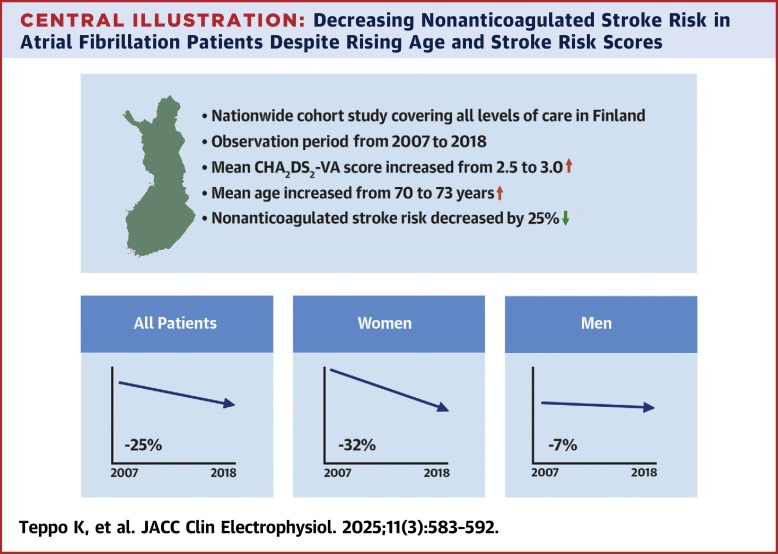 CENTRAL ILLUSTRATION: Decreasing Nonanticoagulated Stroke Risk in
Atrial Fibrillation Patients Despite Rising Age and Stroke Risk Scores
• Nationwide cohort study covering all levels of care in Finland
• Observation period from 2007 to 2018
• Mean CHA₂DS₂-VA score increased from 2.5 to 3.0↑
• Mean age increased from 70 to 73 years↑
• Nonanticoagulated stroke risk decreased by 25%↓
All Patients
-25%
2007 2018
Women
-32%
2007 2018
Men
-7%
2007 2018
Teppo K, et al. JACC Clin Electrophysiol. 2025;11(3):583–592.